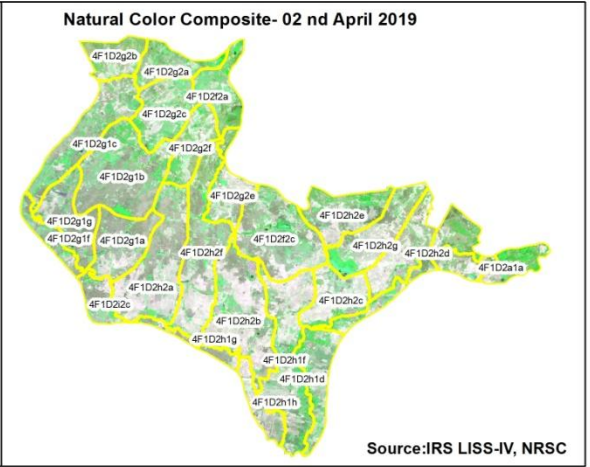 Natural Color Composite- 02 nd April 2019
4F1D2g2b
4F1D2g2a
4F1D2f2a
4F1D2g2c
4F1D2g1c
4F1D2g2f
4F1D2g1b
4F1D2g2e
4F1D2h2e
4F1D2g1g
4F1D2g1f
4F1D2g1a
4F1D2f2c
4F1D2h2g
4F1D2h2f
4F1D2h2d
4F1D2a1a
4F1D2h2a
4F1D2i2c
4F1D2h2c
4F1D2h2b
4F1D2h1g
4F1D2h1f
4F1D2h1d
4F1D2h1h
Source:IRS LISS-IV, NRSC